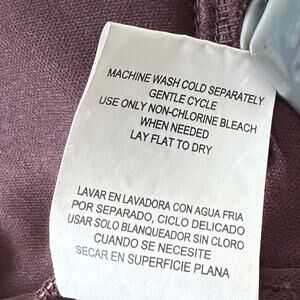 MACHINE WASH COLD SEPARATELY
GENTLE CYCLE
USE ONLY NON-CHLORINE BLEACH
WHEN NEEDED
LAY FLAT TO DRY
LAVAR EN LAVADORA CON AGUA FRIA
POR SEPARADO, CICLO DELICADO
USAR SOLO BLANQUEADOR SIN CLORO
CUANDO SE NECESITE
SECAR EN SUPERFICIE PLANA